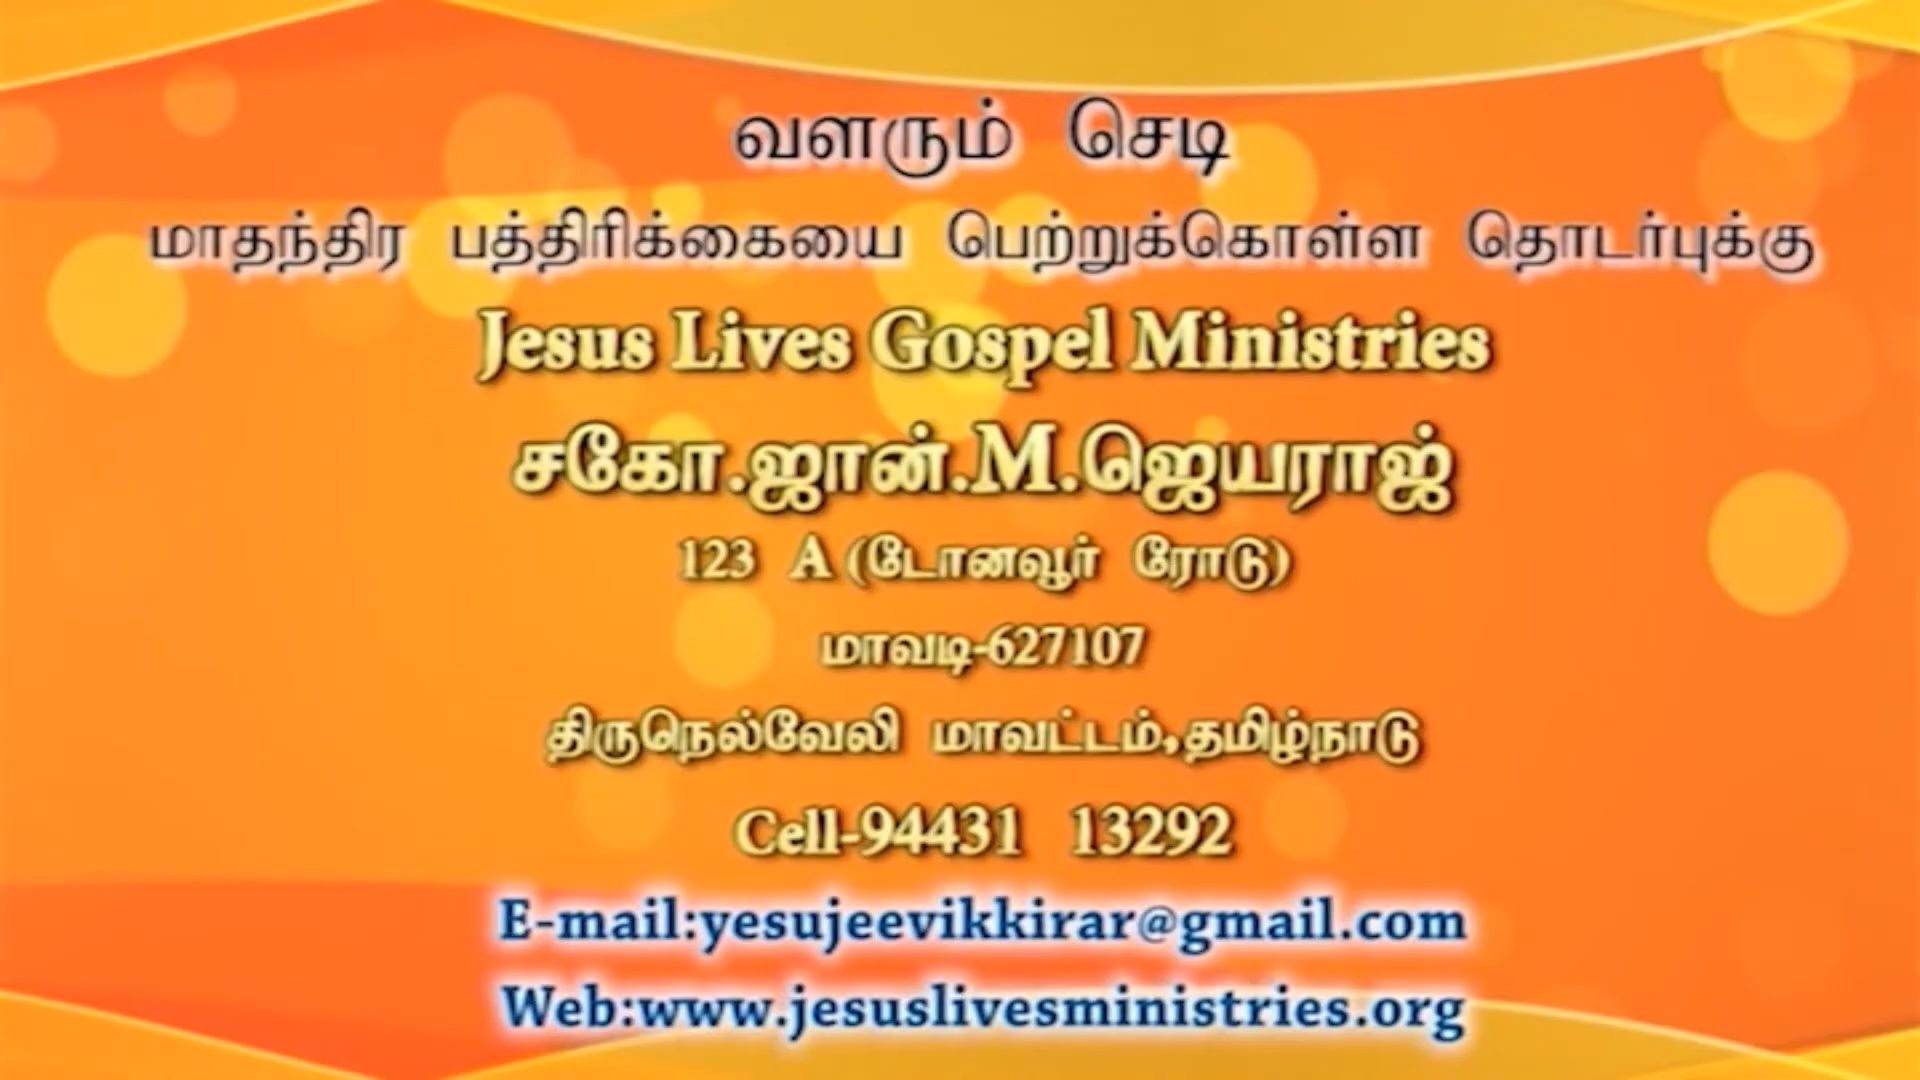 வளரும் செடி
மாதந்திர பத்திரிக்கையை பெற்றுக்கொள்ள தொடர்புக்கு
Jesus Lives Gospel Ministries
சகோ.ஜான்.M.ஜெயராஜ்
123 A (டோனவூர் ரோடு)
மாவடி-627107
திருநெல்வேலி மாவட்டம்,தமிழ்நாடு
Cell-94431 13292
E-mail:yesujeevikkirar@gmail.com
Web:www.jesuslivesministries.org